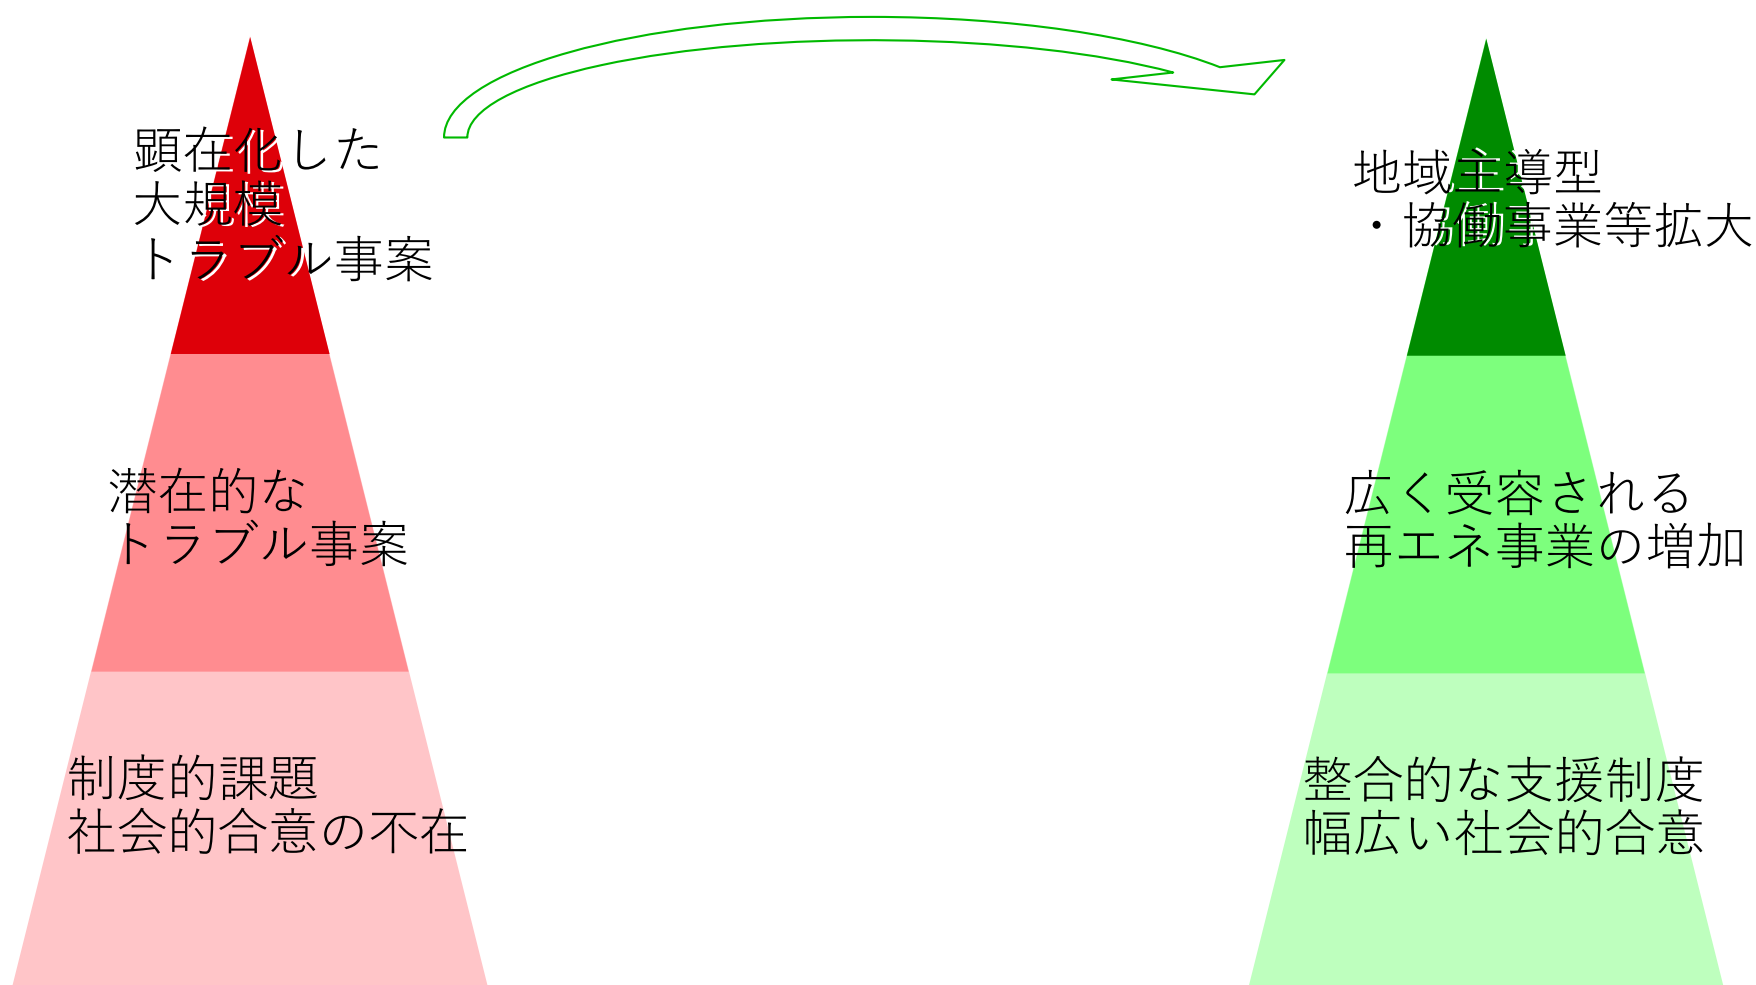 顕在化した
大規模
トラブル事案
潜在的な
トラブル事案
制度的課題
社会的合意の不在
地域主導型
・協働事業等拡大
広く受容される
再エネ事業の増加
整合的な支援制度
幅広い社会的合意